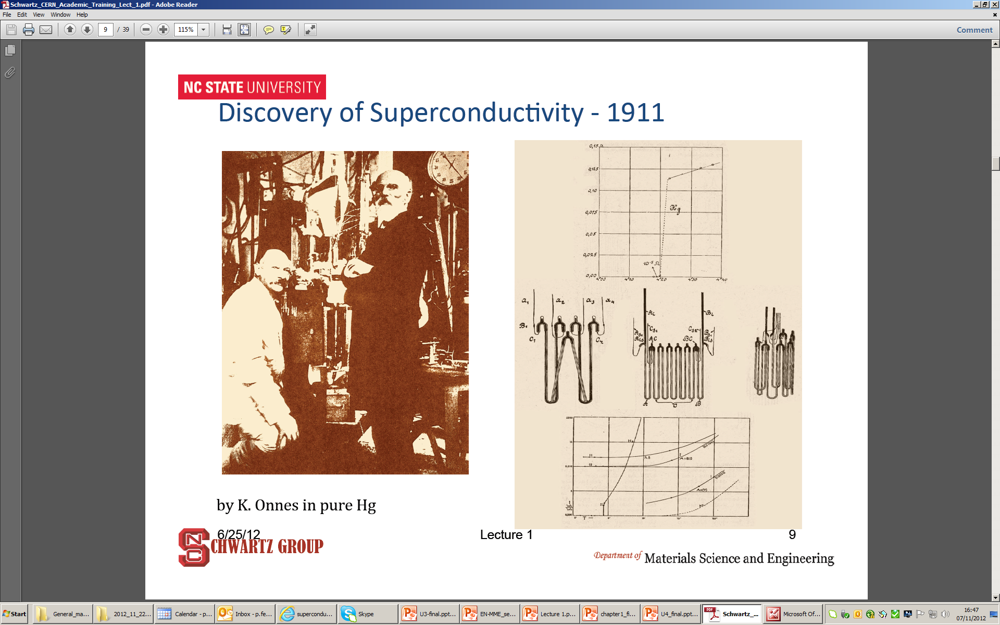 Schwartz_CERN_Academic_Training_Lect_1.pdf - Adobe Reader
File Edit View Window Help
9 / 39 115% Comment
NC STATE UNIVERSITY
Discovery of Superconductivity - 1911
0,15 Ω
0,125
0,10
0,075
0,05
0,025
0,00
Hg
10⁻⁵ Ω
4°00 4°10 4°20 4°30 4°40
a1 a2 a3 a4
B1
C1 C4
A B
C
Hg
AU(V)
T
by K. Onnes in pure Hg
6/25/12 Lecture 1 9
SCHWARTZ GROUP
Department of Materials Science and Engineering
Start General_ma... 2012_11_22... Calendar - p... Inbox - p.fe... supercondu... Skype U3-final.ppt... EN-MME_se... Lecture 1.p... chapter1_fi... U4_final.ppt... Schwartz_... Microsoft Of... 16:47
07/11/2012